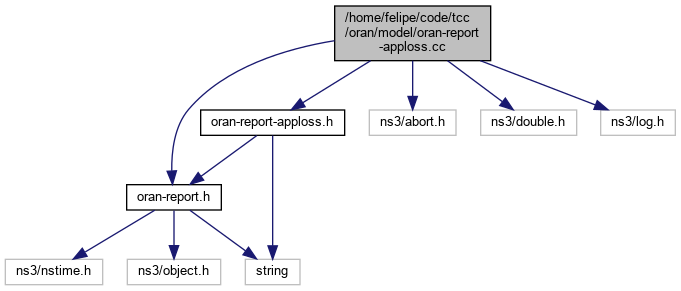 /home/felipe/code/tcc
/oran/model/oran-report
-apploss.cc
oran-report-apploss.h
ns3/abort.h
ns3/double.h
ns3/log.h
oran-report.h
ns3/nstime.h
ns3/object.h
string